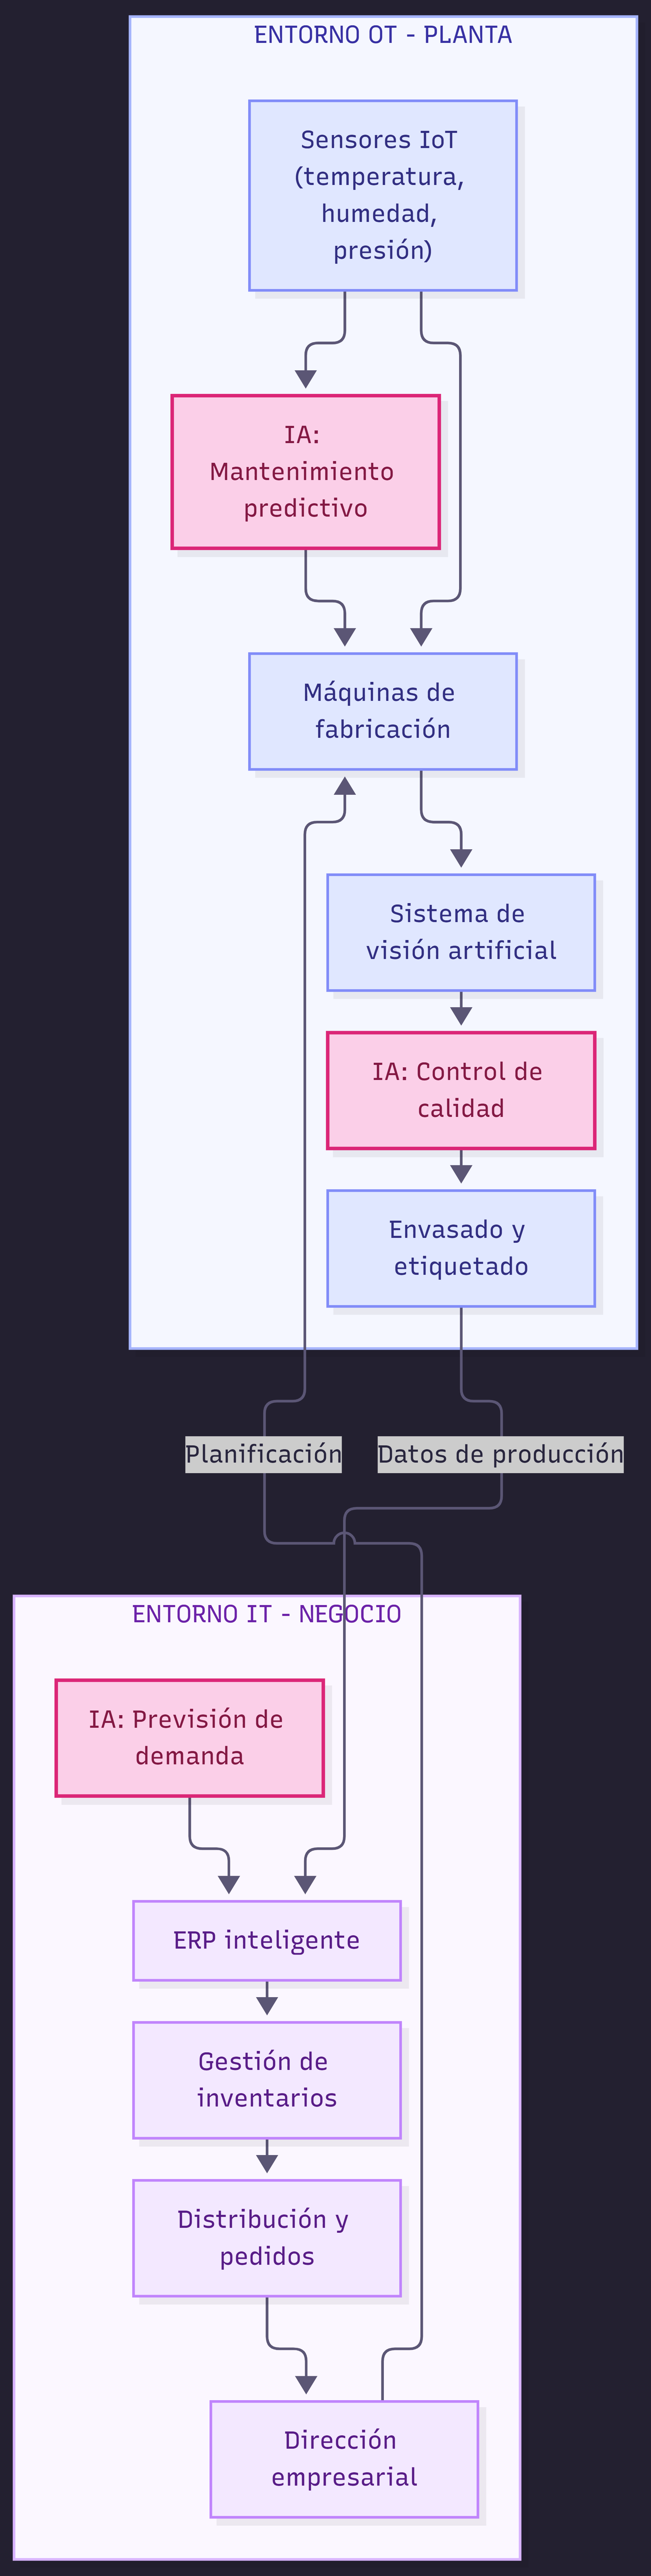 ENTORNO OT - PLANTA
Sensores IoT
(temperatura,
humedad,
presión)
IA:
Mantenimiento
predictivo
Máquinas de
fabricación
Sistema de
visión artificial
IA: Control de
calidad
Envasado y
etiquetado
Planificación
Datos de producción
ENTORNO IT - NEGOCIO
IA: Previsión de
demanda
ERP inteligente
Gestión de
inventarios
Distribución y
pedidos
Dirección
empresarial